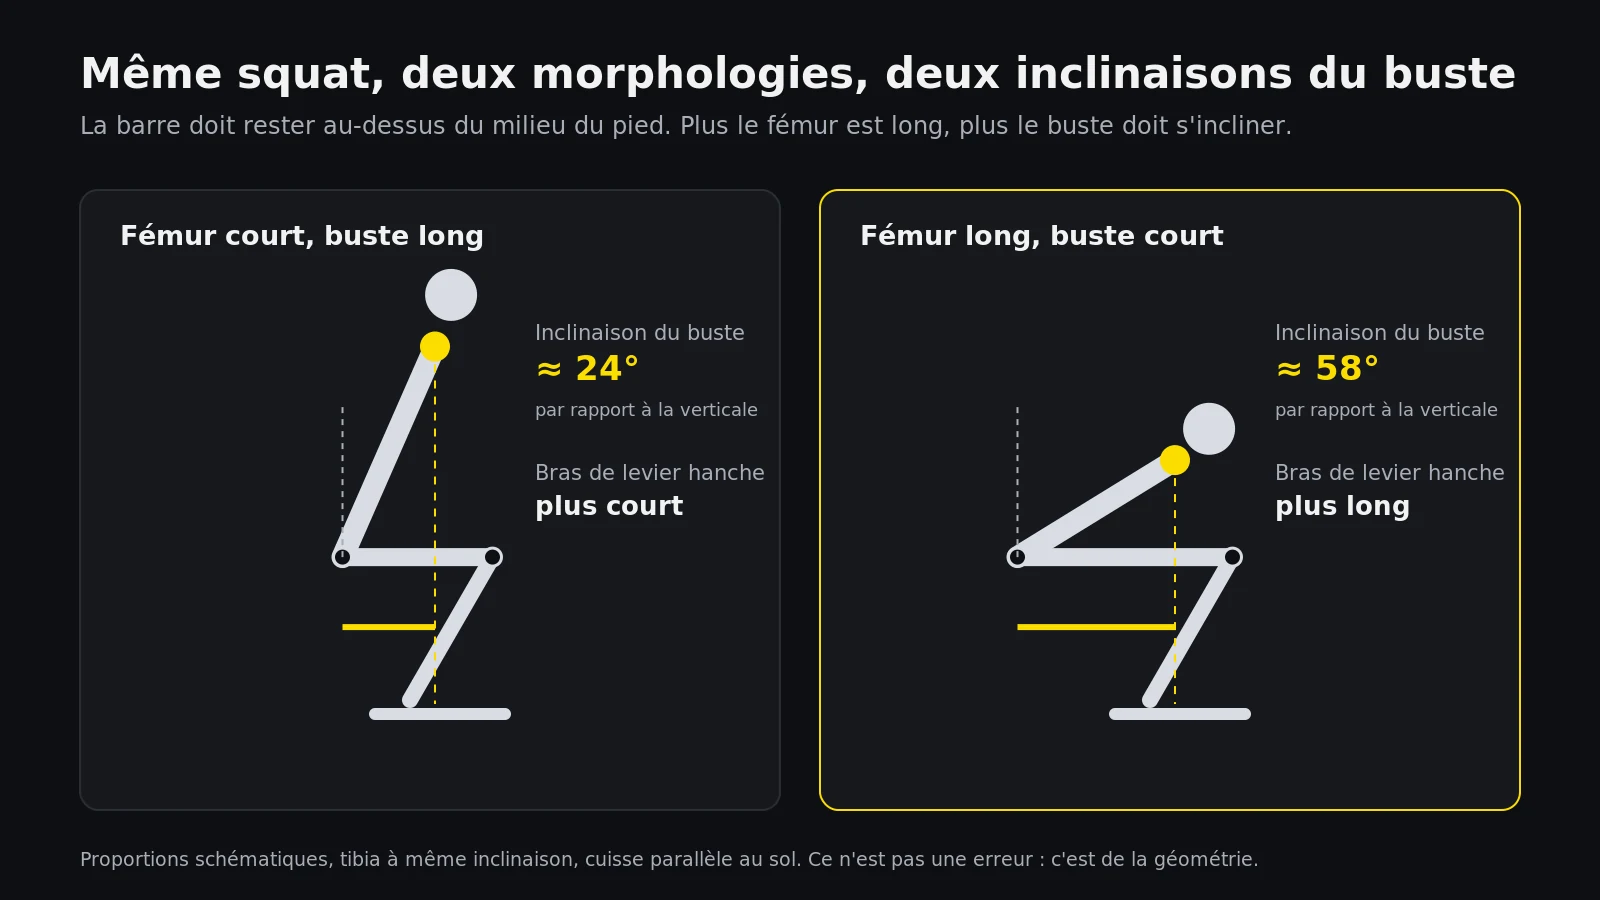 Même squat, deux morphologies, deux inclinaisons du buste
La barre doit rester au-dessus du milieu du pied. Plus le fémur est long, plus le buste doit s'incliner.
Fémur court, buste long
Inclinaison du buste
≈ 24°
par rapport à la verticale
Bras de levier hanche
plus court
Fémur long, buste court
Inclinaison du buste
≈ 58°
par rapport à la verticale
Bras de levier hanche
plus long
Proportions schématiques, tibia à même inclinaison, cuisse parallèle au sol. Ce n'est pas une erreur : c'est de la géométrie.